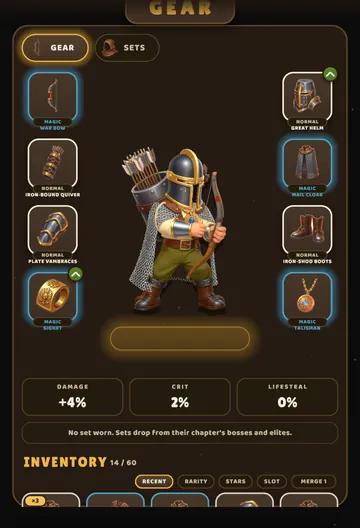 GEAR
GEAR
SETS
MAGIC
WAR BOW
NORMAL
GREAT HELM
NORMAL
IRON-BOUND QUIVER
MAGIC
MAIL CLOAK
NORMAL
PLATE VAMBRACES
NORMAL
IRON-SHOD BOOTS
MAGIC
SIGNET
MAGIC
TALISMAN
DAMAGE
+4%
CRIT
2%
LIFESTEAL
0%
No set worn. Sets drop from their chapter's bosses and elites.
INVENTORY 14 / 60
RECENT
RARITY
STARS
SLOT
MERGE 1
×3